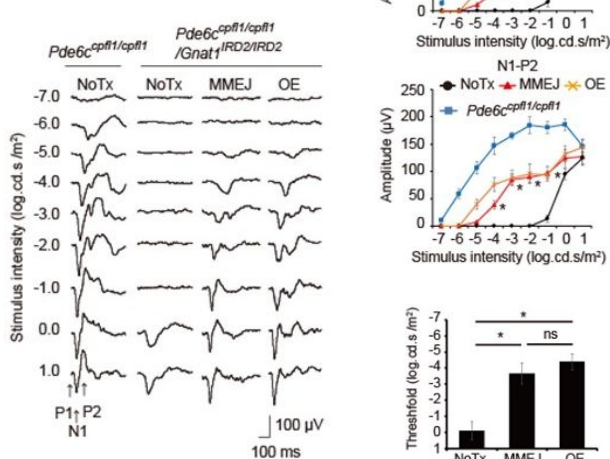 Pde6c^cpfl1/cpfl1
Pde6c^cpfl1/cpfl1
/Gnat1^IRD2/IRD2
NoTx NoTx MMEJ OE
Stimulus intensity (log.cd.s /m²)
-7.0
-6.0
-5.0
-4.0
-3.0
-2.0
-1.0
0.0
1.0
P1 P2
N1
100 μV
100 ms
0
-7 -6 -5 -4 -3 -2 -1 0 1
Stimulus intensity (log.cd.s/m²)
N1-P2
NoTx MMEJ OE
Pde6c^cpfl1/cpfl1
Amplitude (μV)
250
200
150
100
50
0
* * * *
-7 -6 -5 -4 -3 -2 -1 0 1
Stimulus intensity (log.cd.s/m²)
Threshfold (log.cd.s /m²)
-7
-6
-5
-4
-3
-2
-1
0
1
*
* ns
NoTx MMEJ OE